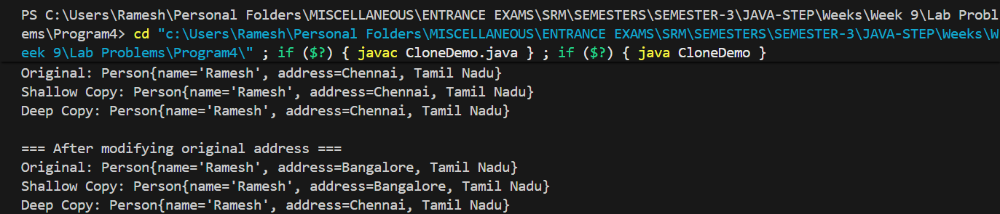 PS C:\Users\Ramesh\Personal Folders\MISCELLANEOUS\ENTRANCE EXAMS\SRM\SEMESTERS\SEMESTER-3\JAVA-STEP\Weeks\Week 9\Lab Probl
ems\Program4> cd "c:\Users\Ramesh\Personal Folders\MISCELLANEOUS\ENTRANCE EXAMS\SRM\SEMESTERS\SEMESTER-3\JAVA-STEP\Weeks\W
eek 9\Lab Problems\Program4\" ; if ($?) { javac CloneDemo.java } ; if ($?) { java CloneDemo }
Original: Person{name='Ramesh', address=Chennai, Tamil Nadu}
Shallow Copy: Person{name='Ramesh', address=Chennai, Tamil Nadu}
Deep Copy: Person{name='Ramesh', address=Chennai, Tamil Nadu}

=== After modifying original address ===
Original: Person{name='Ramesh', address=Bangalore, Tamil Nadu}
Shallow Copy: Person{name='Ramesh', address=Bangalore, Tamil Nadu}
Deep Copy: Person{name='Ramesh', address=Chennai, Tamil Nadu}